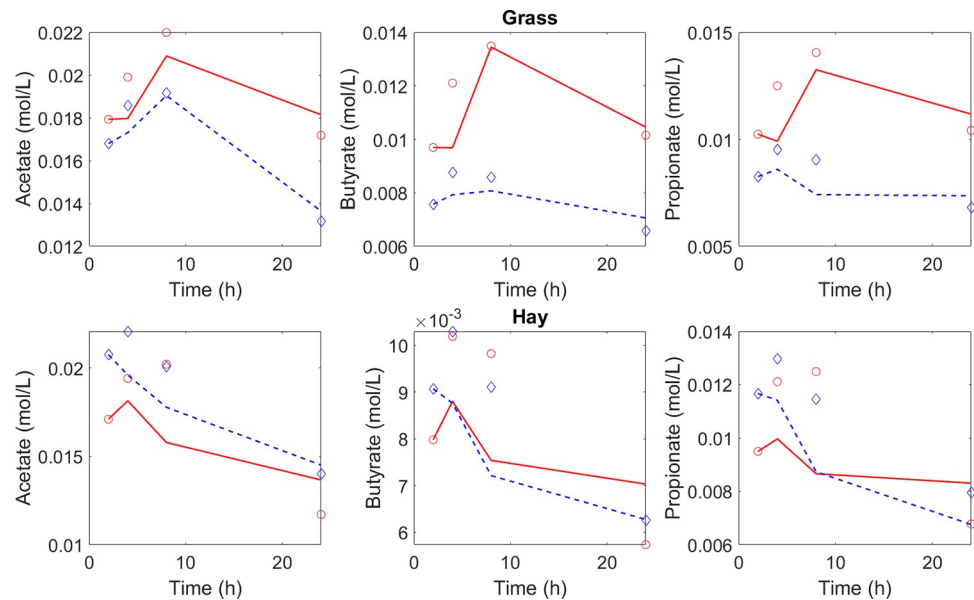 Grass
0.022
0.02
0.018
0.016
0.014
0.012
Acetate (mol/L)
0 10 20
Time (h)
0.014
0.012
0.01
0.008
0.006
Butyrate (mol/L)
0 10 20
Time (h)
0.015
0.01
0.005
Propionate (mol/L)
0 10 20
Time (h)
Hay
0.02
0.015
0.01
Acetate (mol/L)
0 10 20
Time (h)
×10-3
10
9
8
7
6
Butyrate (mol/L)
0 10 20
Time (h)
0.014
0.012
0.01
0.008
0.006
Propionate (mol/L)
0 10 20
Time (h)